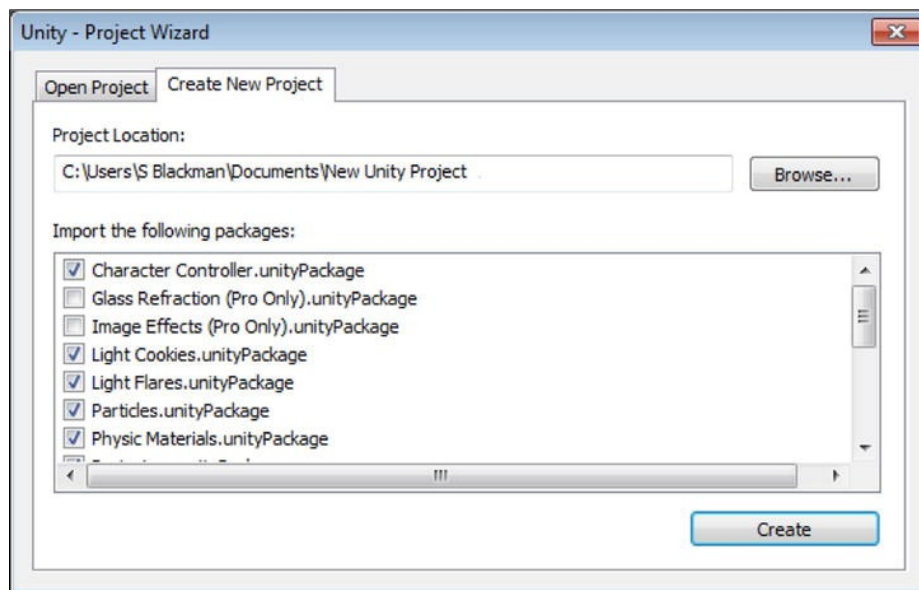 Unity - Project Wizard
Open Project Create New Project
Project Location:
C:\Users\S Blackman\Documents\New Unity Project
Browse...
Import the following packages:
Character Controller.unityPackage
Glass Refraction (Pro Only).unityPackage
Image Effects (Pro Only).unityPackage
Light Cookies.unityPackage
Light Flares.unityPackage
Particles.unityPackage
Physic Materials.unityPackage
Create